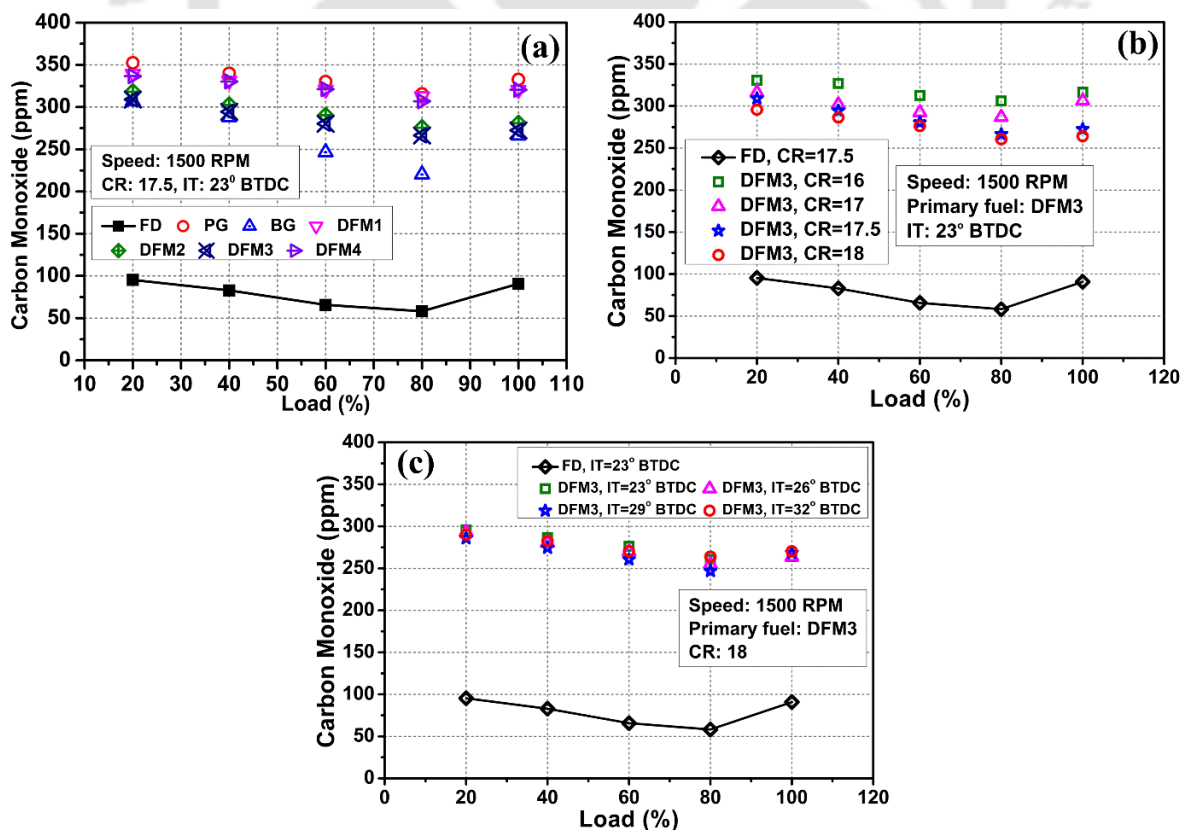 (a)
Carbon Monoxide (ppm)
400
350
300
250
200
150
100
50
0
Speed: 1500 RPM
CR: 17.5, IT: 23⁰ BTDC
FD PG BG DFM1
DFM2 DFM3 DFM4
10 20 30 40 50 60 70 80 90 100 110
Load (%)
(b)
Carbon Monoxide (ppm)
400
350
300
250
200
150
100
50
0
FD, CR=17.5
DFM3, CR=16
DFM3, CR=17
DFM3, CR=17.5
DFM3, CR=18
Speed: 1500 RPM
Primary fuel: DFM3
IT: 23° BTDC
0 20 40 60 80 100 120
Load (%)
(c)
Carbon Monoxide (ppm)
400
350
300
250
200
150
100
50
0
FD, IT=23° BTDC
DFM3, IT=23° BTDC DFM3, IT=26° BTDC
DFM3, IT=29° BTDC DFM3, IT=32° BTDC
Speed: 1500 RPM
Primary fuel: DFM3
CR: 18
0 20 40 60 80 100 120
Load (%)